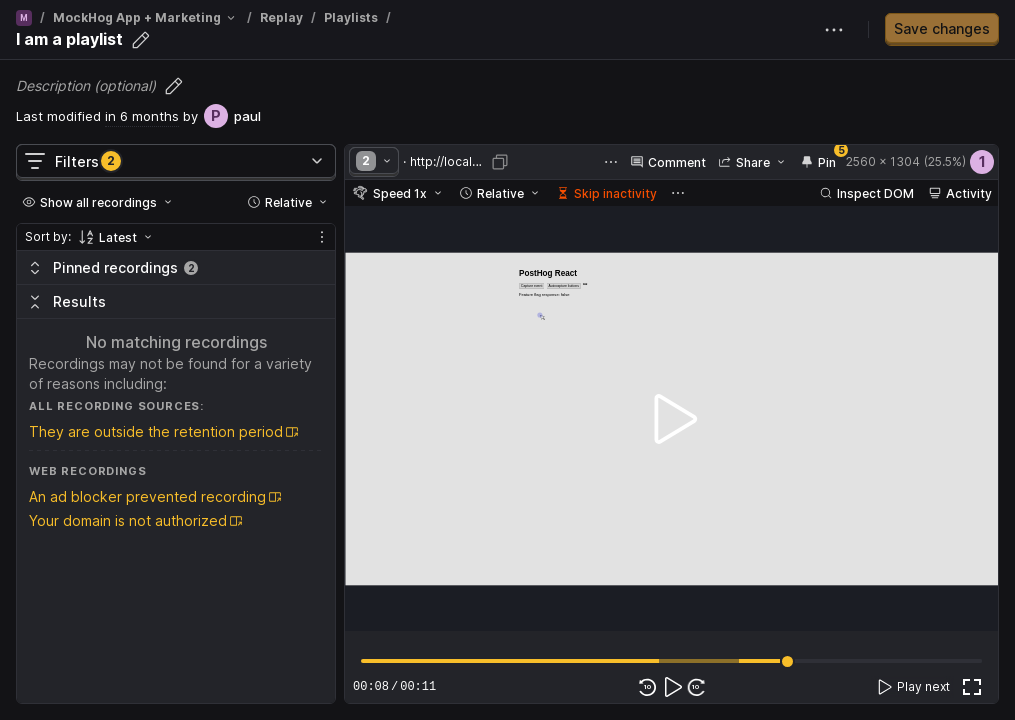 M / MockHog App + Marketing / Replay / Playlists /
I am a playlist
Save changes
Description (optional)
Last modified in 6 months by P paul
Filters 2
Show all recordings
Relative
Sort by: Latest
Pinned recordings 2
Results
No matching recordings
Recordings may not be found for a variety
of reasons including:
ALL RECORDING SOURCES:
They are outside the retention period
WEB RECORDINGS
An ad blocker prevented recording
Your domain is not authorized
2 · http://local... Comment Share Pin 5 2560 × 1304 (25.5%) 1
Speed 1x Relative Skip inactivity Inspect DOM Activity
PostHog React
Capture event Autocapture buttons
Feature flag response: false
00:08 / 00:11
10 10
Play next